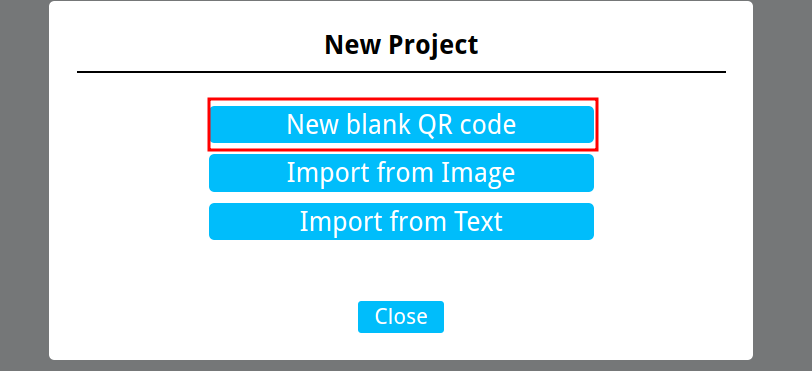 New Project
New blank QR code
Import from Image
Import from Text
Close